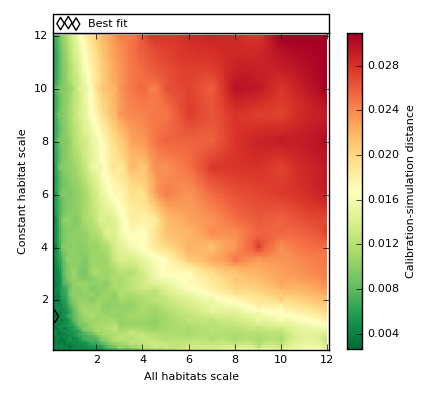 Best fit
12
10
8
6
4
2
Constant habitat scale
2 4 6 8 10 12
All habitats scale
0.028
0.024
0.020
0.016
0.012
0.008
0.004
Calibration-simulation distance